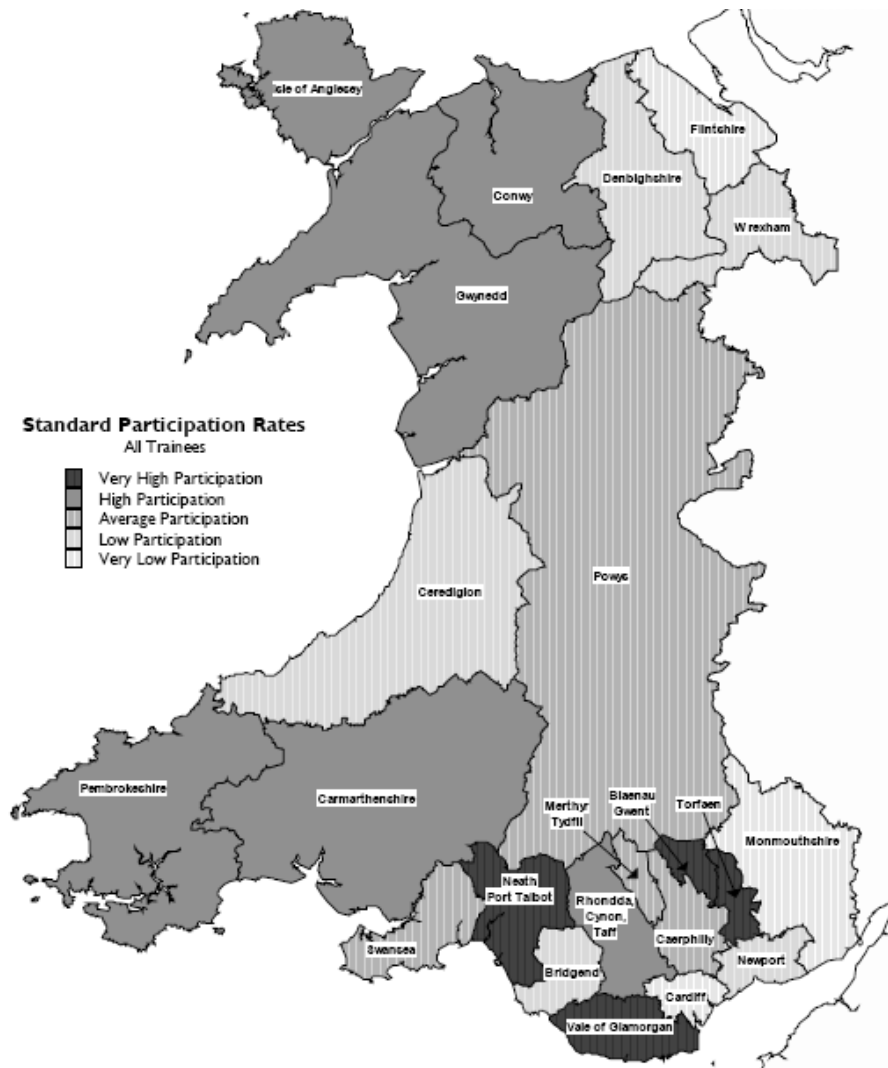 Isle of Anglesey
Flintshire
Denbighshire
Conwy
Wrexham
Gwynedd
Standard Participation Rates
All Trainees
Very High Participation
High Participation
Average Participation
Low Participation
Very Low Participation
Powys
Ceredigion
Pembrokeshire
Carmarthenshire
Merthyr
Tydfil
Blaenau
Gwent
Torfaen
Monmouthshire
Neath
Port Talbot
Rhondda,
Cynon,
Taff
Caerphilly
Swansea
Bridgend
Newport
Cardiff
Vale of Glamorgan